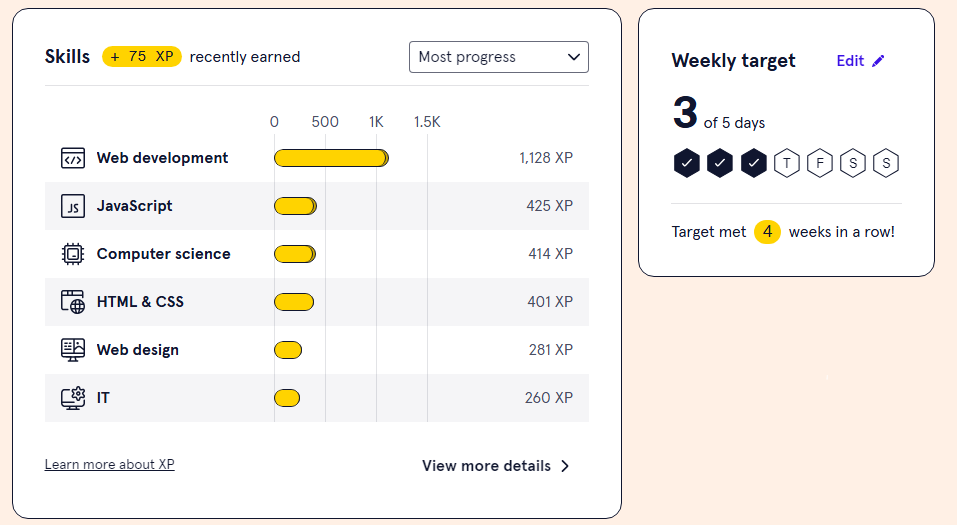 Skills + 75 XP recently earned
Most progress
0 500 1K 1.5K
Web development 1,128 XP
JS JavaScript 425 XP
Computer science 414 XP
HTML & CSS 401 XP
Web design 281 XP
IT 260 XP
Learn more about XP
View more details
Weekly target Edit
3 of 5 days
T F S S
Target met 4 weeks in a row!